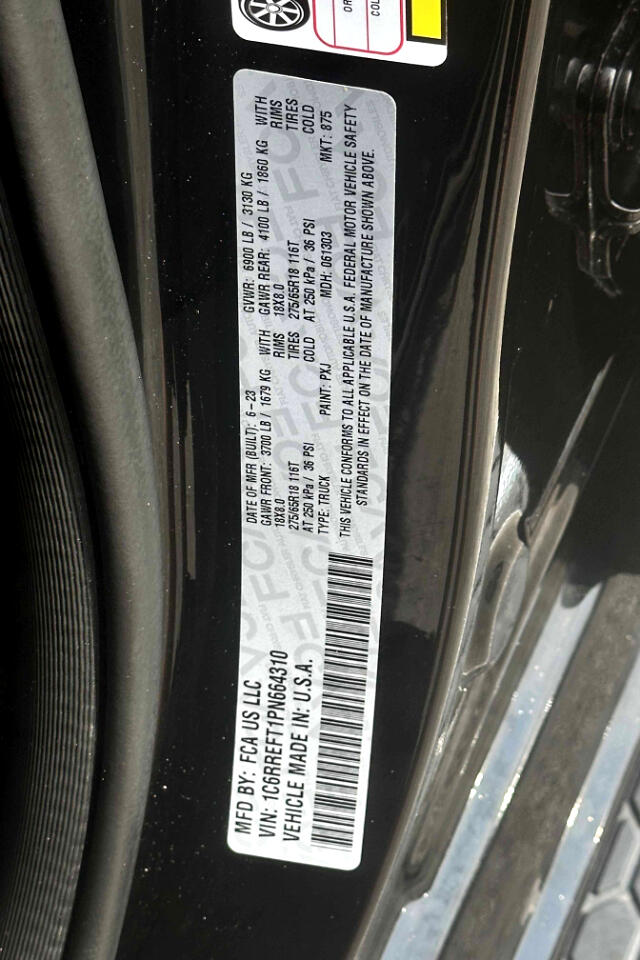 OR
COL
MFD BY: FCA US LLC
VIN: 1C6RREFT1PN664310
VEHICLE MADE IN: U.S.A.
DATE OF MFR (BUILT): 6-23 GVWR: 6900 LB / 3130 KG
GAWR FRONT: 3700 LB / 1679 KG WITH GAWR REAR: 4100 LB / 1860 KG WITH
18X8.0 RIMS 18X8.0 RIMS
275/65R18 116T TIRES 275/65R18 116T TIRES
AT 250 kPa / 36 PSI COLD AT 250 kPa / 36 PSI COLD
TYPE: TRUCK PAINT: PXJ MDH: 061303 MKT: 875
THIS VEHICLE CONFORMS TO ALL APPLICABLE U.S.A. FEDERAL MOTOR VEHICLE SAFETY
STANDARDS IN EFFECT ON THE DATE OF MANUFACTURE SHOWN ABOVE.